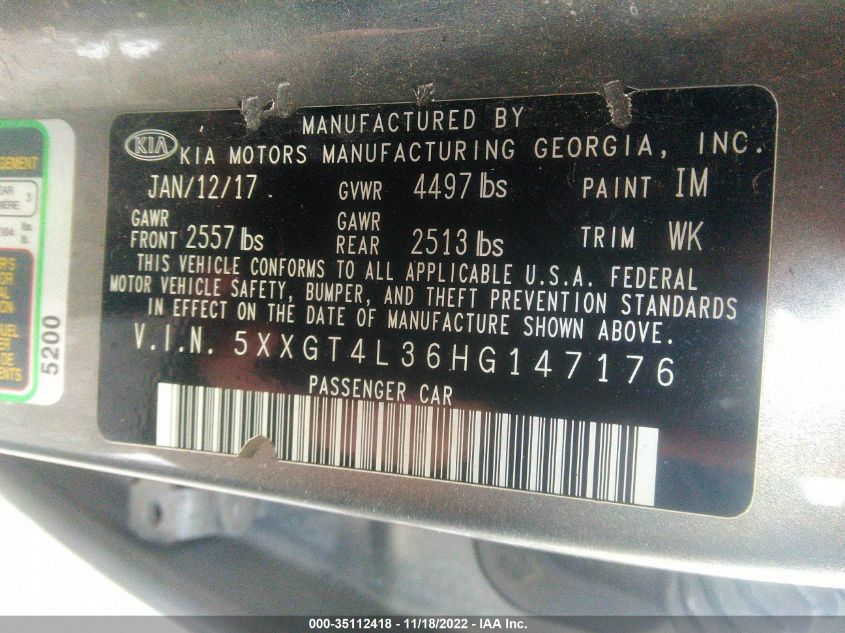 MANUFACTURED BY
KIA KIA MOTORS MANUFACTURING GEORGIA, INC.
JAN/12/17 GVWR 4497 lbs PAINT IM
GAWR FRONT 2557 lbs GAWR REAR 2513 lbs TRIM WK
THIS VEHICLE CONFORMS TO ALL APPLICABLE U.S.A. FEDERAL
MOTOR VEHICLE SAFETY, BUMPER, AND THEFT PREVENTION STANDARDS
IN EFFECT ON THE DATE OF MANUFACTURE SHOWN ABOVE.
V.I.N. 5XXGT4L36HG147176
PASSENGER CAR
5200
000-35112418 - 11/18/2022 - IAA Inc.